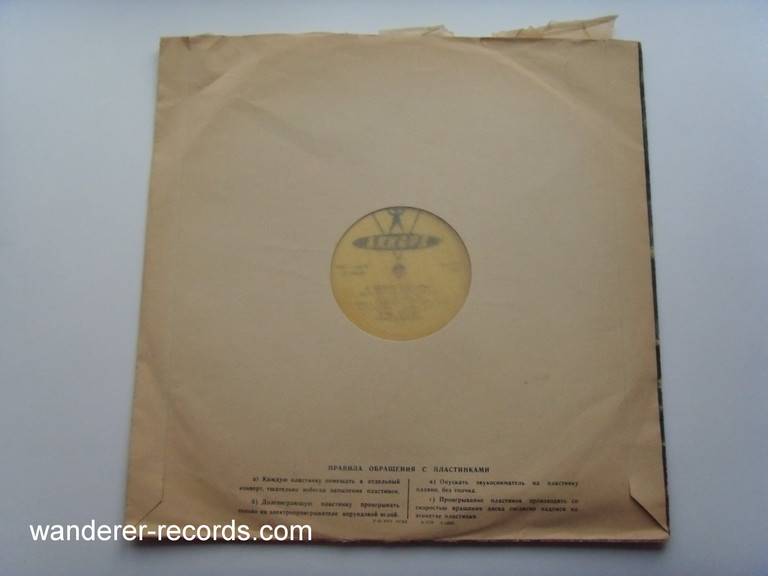 АККОРД
ПРАВИЛА ОБРАЩЕНИЯ С ПЛАСТИНКАМИ
а) Каждую пластинку помещать в отдельный
конверт, тщательно избегая запыления пластинок.
б) Долгоиграющую пластинку проигрывать
только на электропроигрывателе корундовой иглой.
в) Опускать звукосниматель на пластинку
плавно, без толчка.
г) Проигрывание пластинок производить со
скоростью вращения диска согласно надписи на
этикетке пластинки.
wanderer-records.com